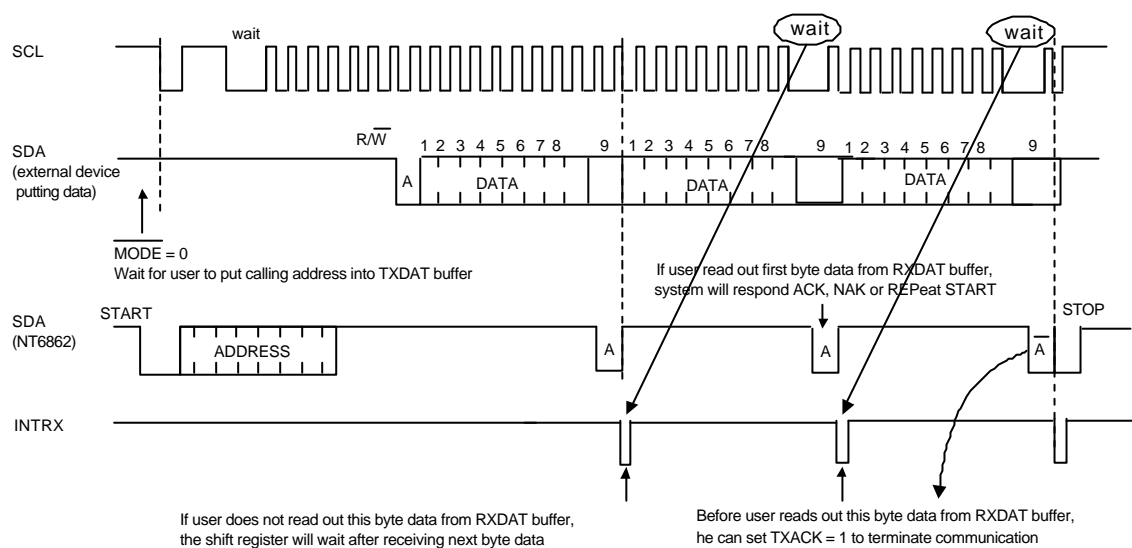 wait
wait
wait
SCL
R/W̅
SDA
(external device
putting data)
1 2 3 4 5 6 7 8 9 1 2 3 4 5 6 7 8 9 1 2 3 4 5 6 7 8 9
A DATA DATA DATA
M̅O̅D̅E̅ = 0
Wait for user to put calling address into TXDAT buffer
If user read out first byte data from RXDAT buffer,
system will respond ACK, NAK or REPeat START
START
STOP
SDA
(NT6862)
ADDRESS
A
A
A̅
INTRX
If user does not read out this byte data from RXDAT buffer,
the shift register will wait after receiving next byte data
Before user reads out this byte data from RXDAT buffer,
he can set TXACK = 1 to terminate communication